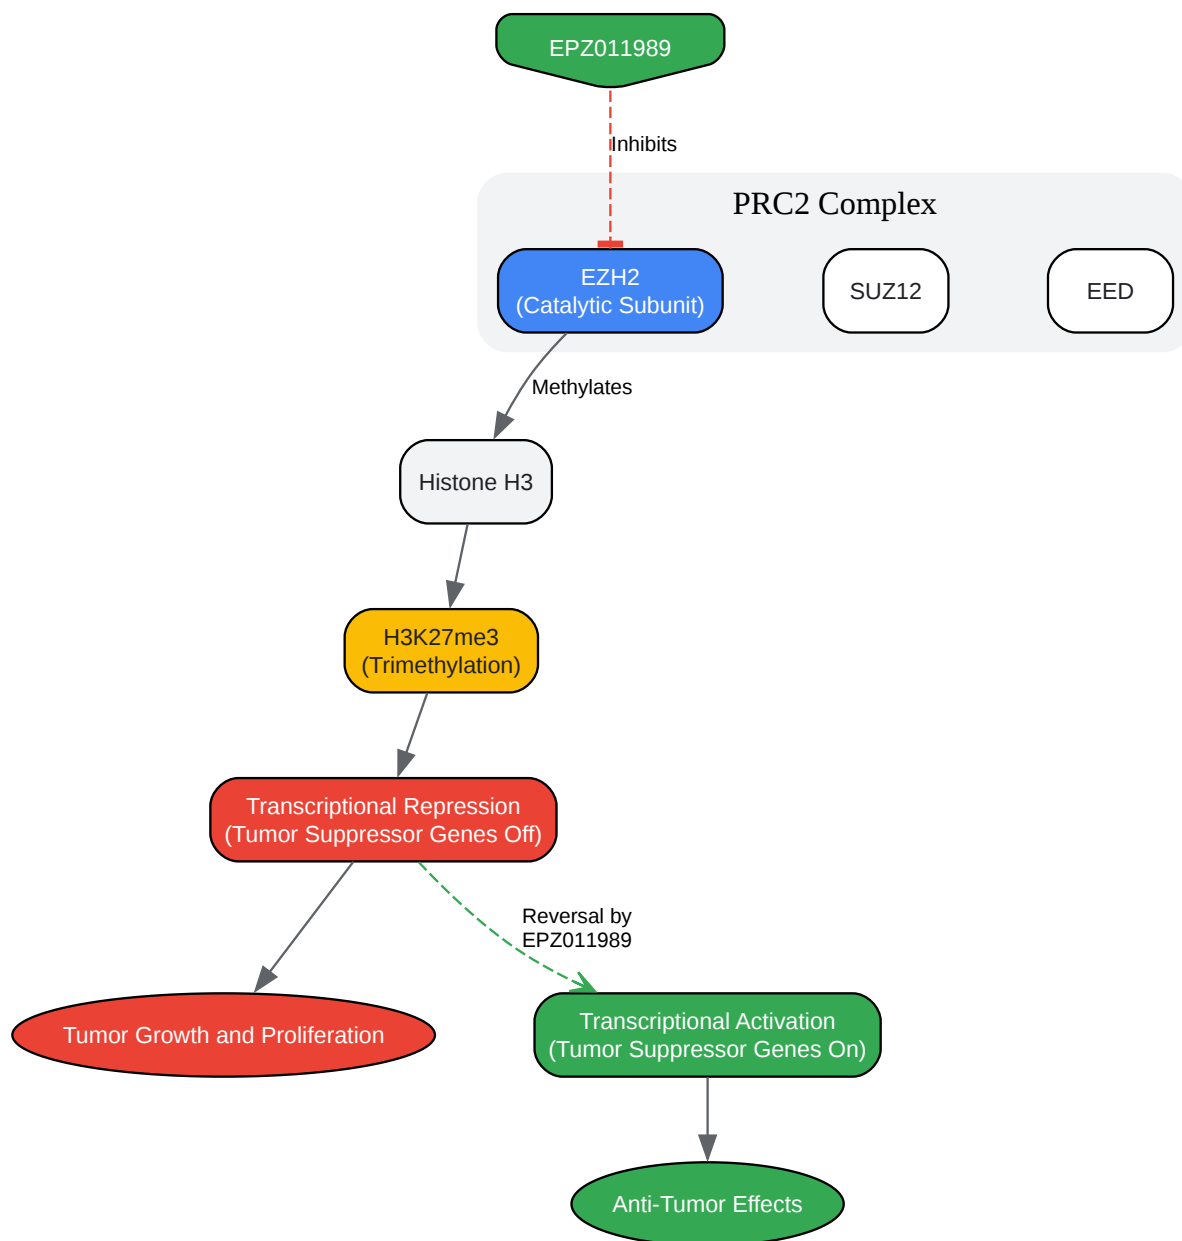 EPZ011989
Inhibits
PRC2 Complex
EZH2
(Catalytic Subunit)
SUZ12
EED
Methylates
Histone H3
H3K27me3
(Trimethylation)
Transcriptional Repression
(Tumor Suppressor Genes Off)
Reversal by
EPZ011989
Tumor Growth and Proliferation
Transcriptional Activation
(Tumor Suppressor Genes On)
Anti-Tumor Effects